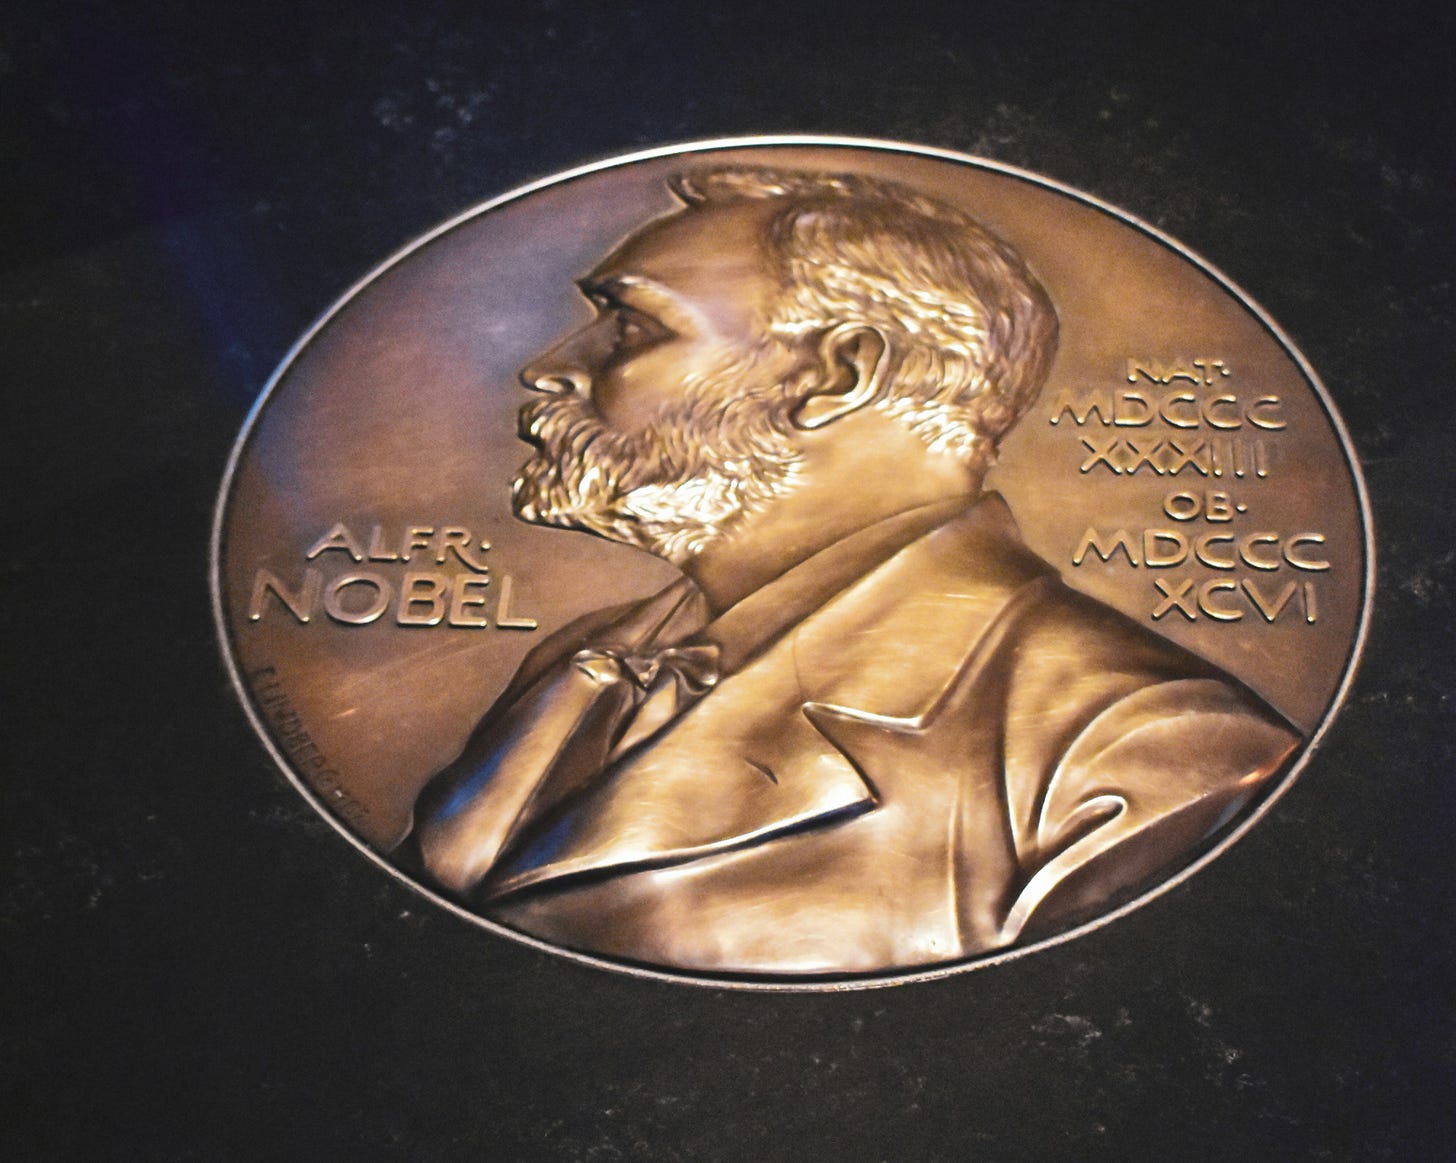 ALFR·
NOBEL
NAT·
MDCCC
XXXIII
OB·
MDCCC
XCVI